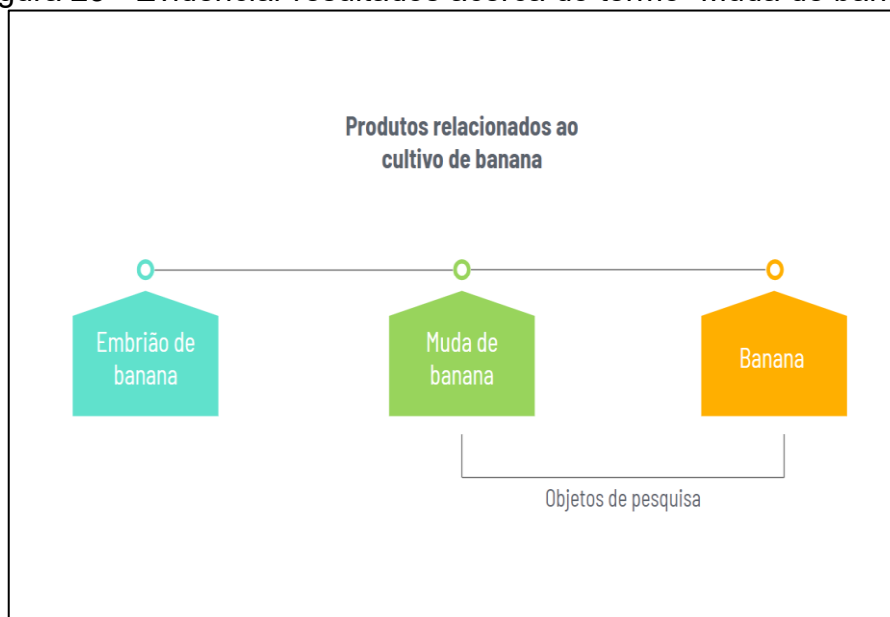 Produtos relacionados ao
cultivo de banana
Embrião de
banana
Muda de
banana
Banana
Objetos de pesquisa